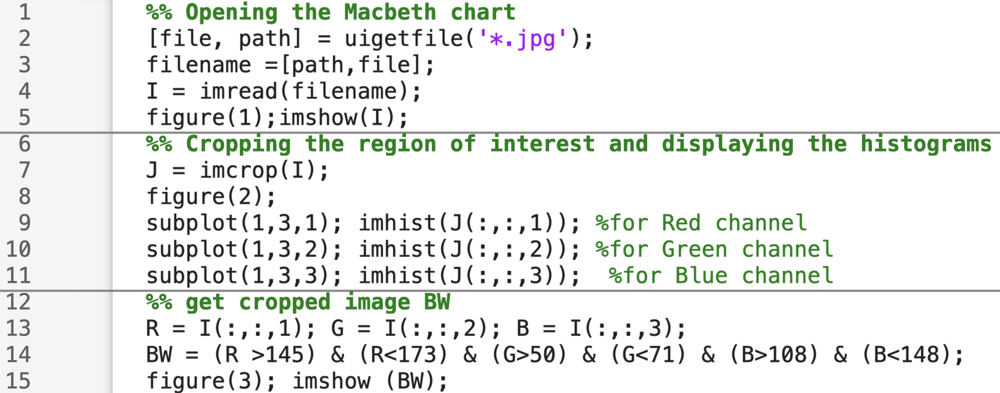 1 %% Opening the Macbeth chart
2 [file, path] = uigetfile('*.jpg');
3 filename =[path,file];
4 I = imread(filename);
5 figure(1);imshow(I);
6 %% Cropping the region of interest and displaying the histograms
7 J = imcrop(I);
8 figure(2);
9 subplot(1,3,1); imhist(J(:,:,1)); %for Red channel
10 subplot(1,3,2); imhist(J(:,:,2)); %for Green channel
11 subplot(1,3,3); imhist(J(:,:,3));  %for Blue channel
12 %% get cropped image BW
13 R = I(:,:,1); G = I(:,:,2); B = I(:,:,3);
14 BW = (R >145) & (R<173) & (G>50) & (G<71) & (B>108) & (B<148);
15 figure(3); imshow (BW);